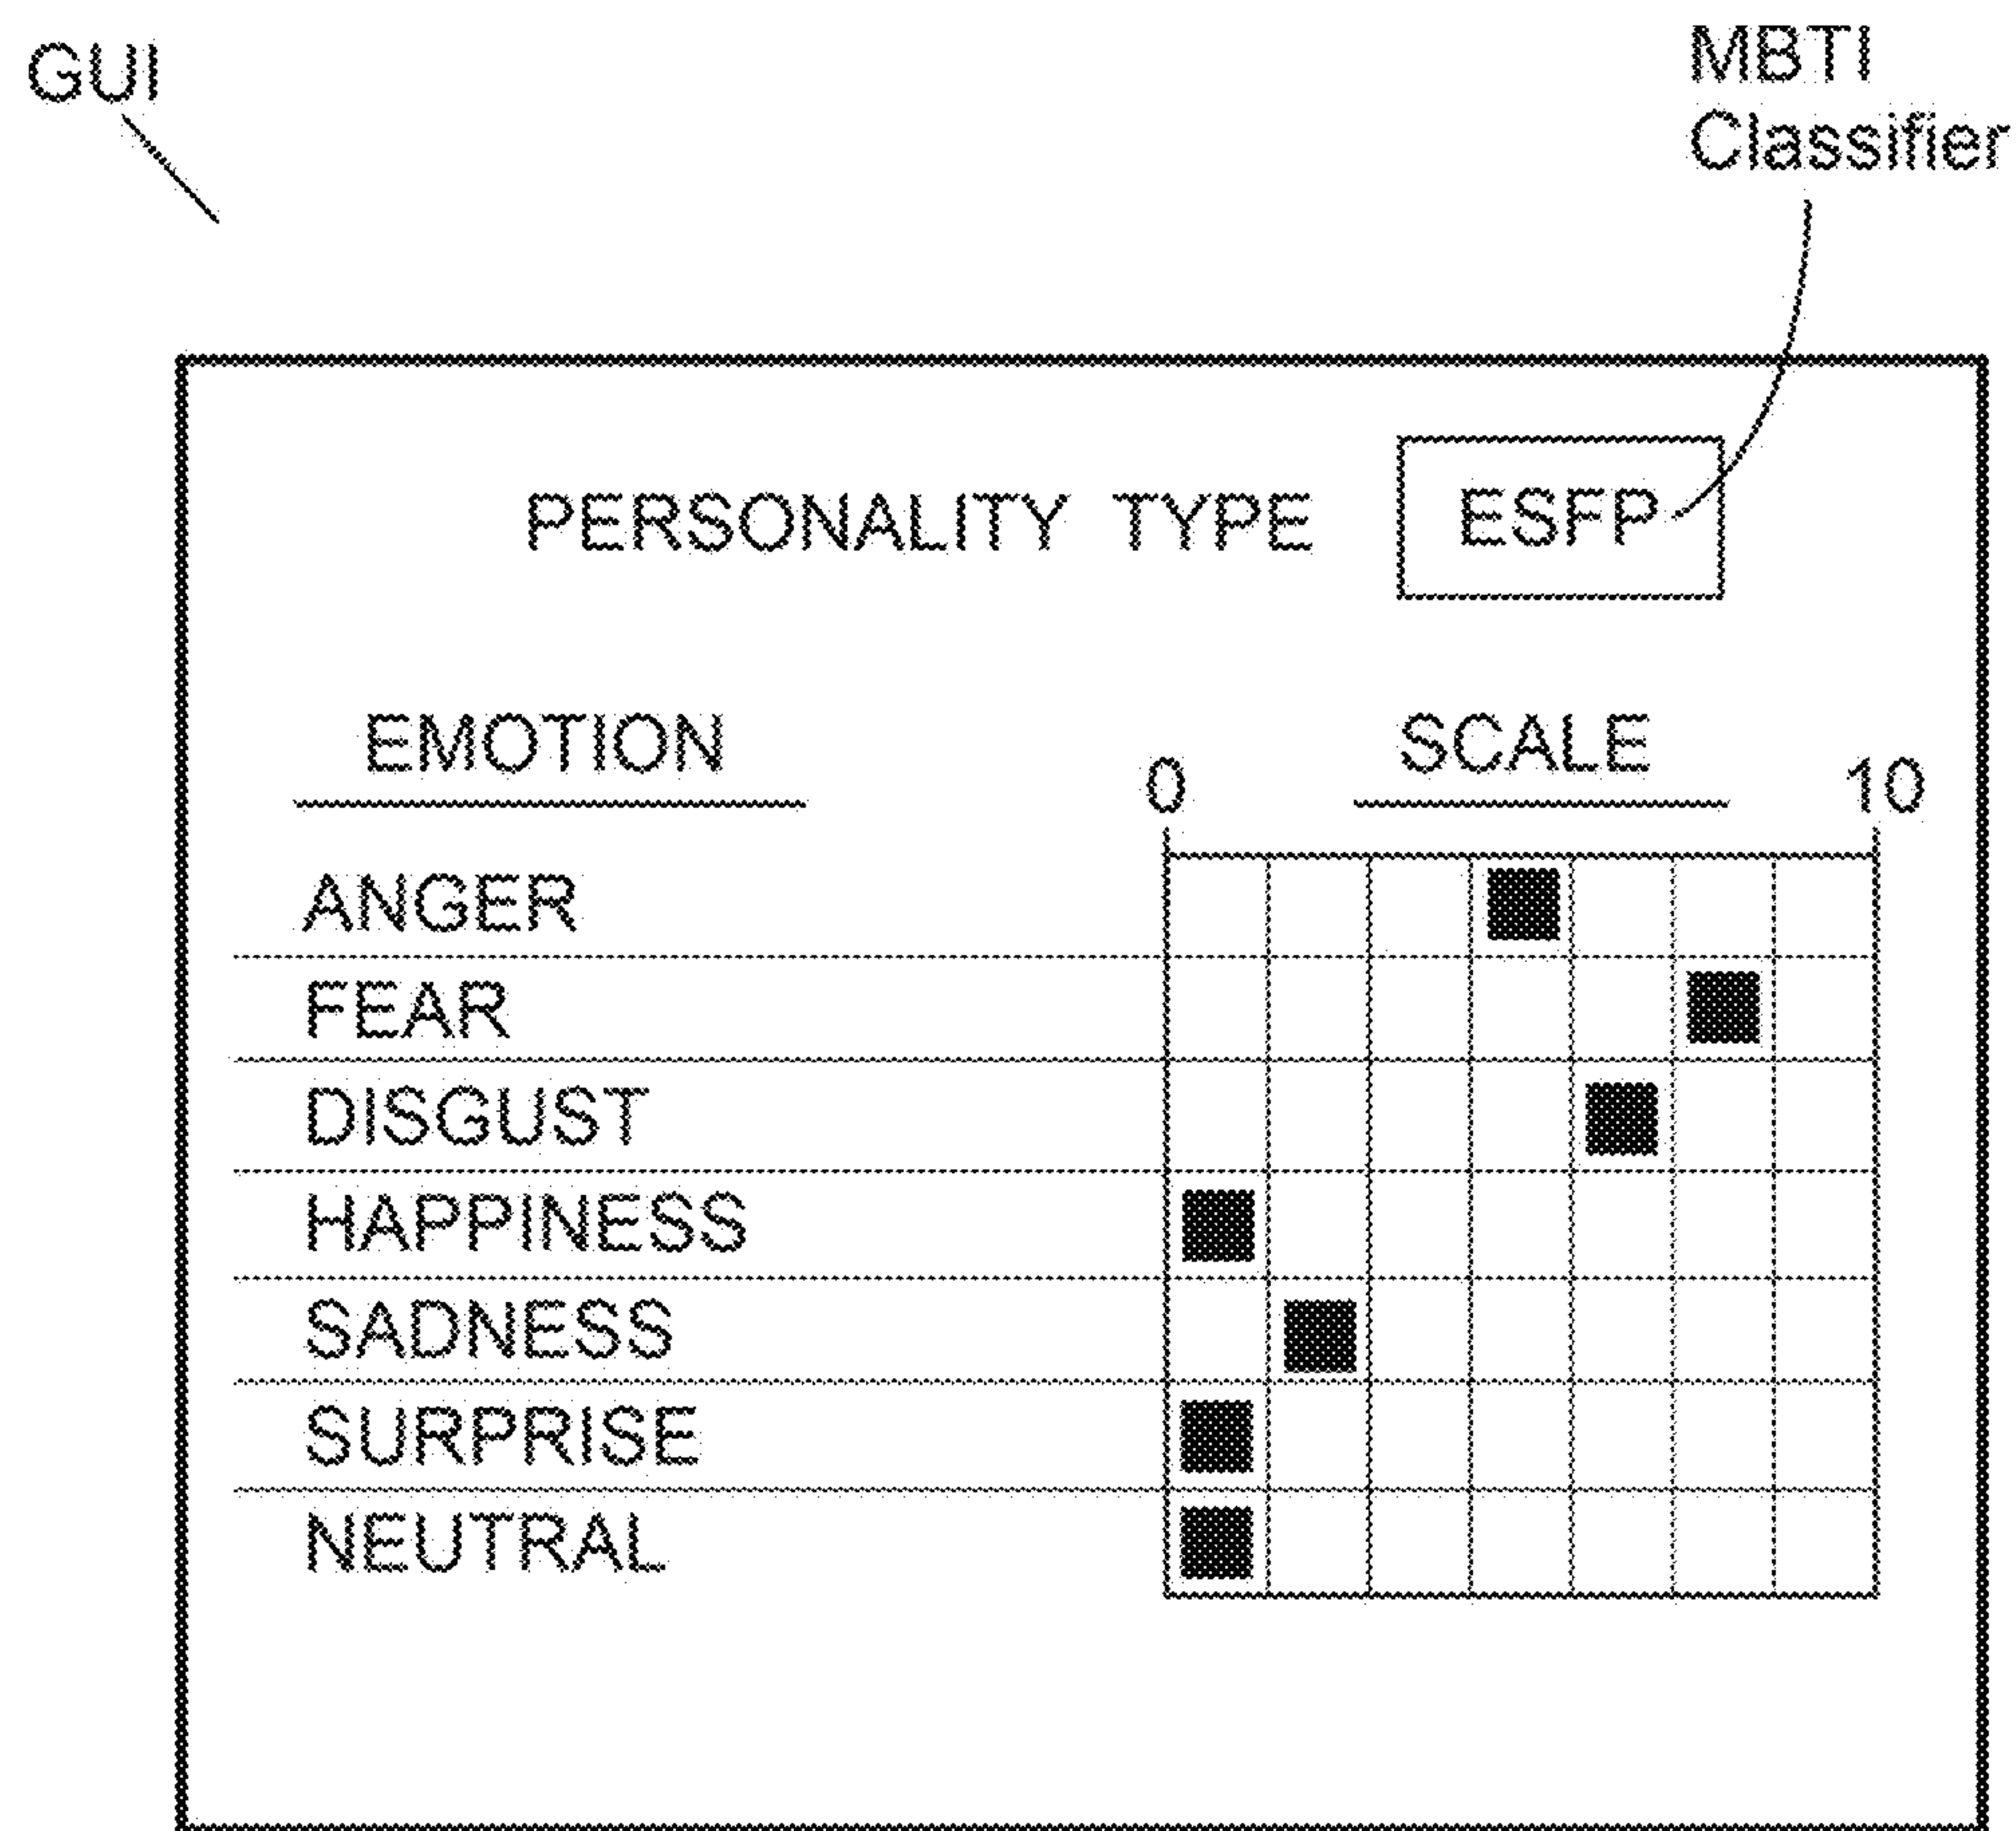 GUI
MBTI
Classifier
PERSONALITY TYPE ESFP
EMOTION
SCALE
0
10
ANGER
FEAR
DISGUST
HAPPINESS
SADNESS
SURPRISE
NEUTRAL